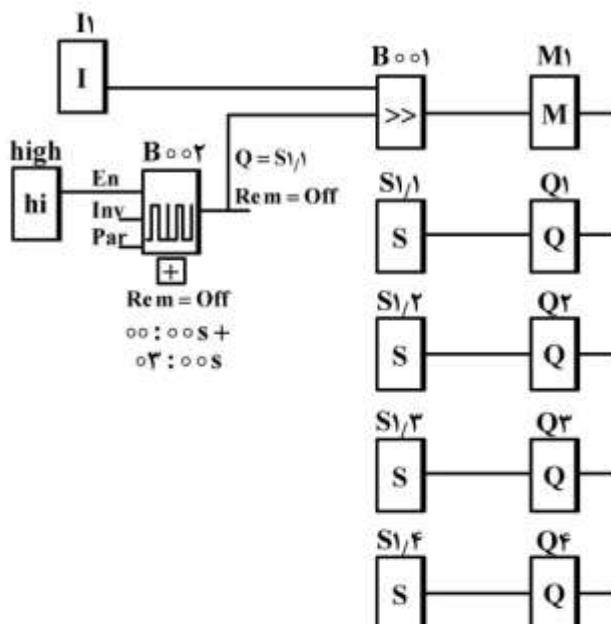 I۱
I
B۰۰۱
M۱
>>
M
high
hi
B۰۰۲
En
Inv
Par
Q = S۱٫۱
Rem = Off
+
Rem = Off
۰۰:۰۰s +
۰۳:۰۰s
S۱٫۱
Q۱
S
Q
S۱٫۲
Q۲
S
Q
S۱٫۳
Q۳
S
Q
S۱٫۴
Q۴
S
Q